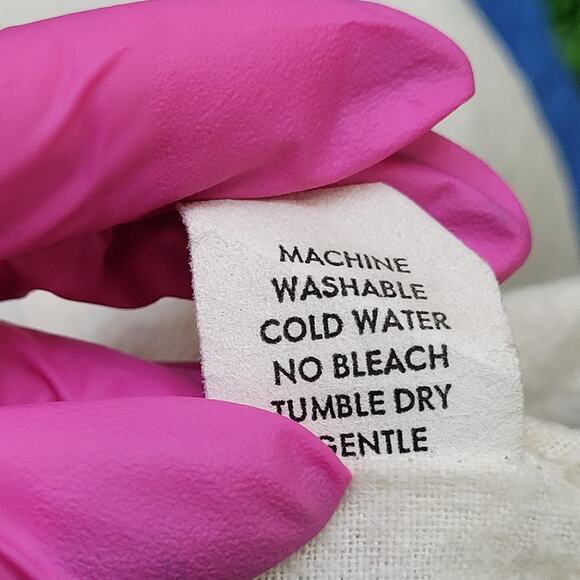 MACHINE
WASHABLE
COLD WATER
NO BLEACH
TUMBLE DRY
GENTLE